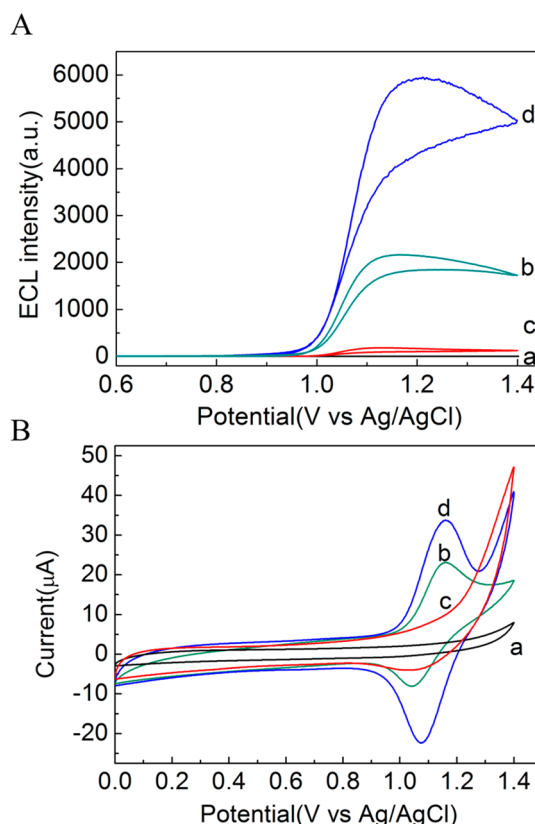 A
6000
5000
4000
3000
2000
1000
0
ECL intensity(a.u.)
d
b
c
a
0.6 0.8 1.0 1.2 1.4
Potential(V vs Ag/AgCl)
B
50
40
30
20
10
0
-10
-20
Current(μA)
d
b
c
a
0.0 0.2 0.4 0.6 0.8 1.0 1.2 1.4
Potential(V vs Ag/AgCl)